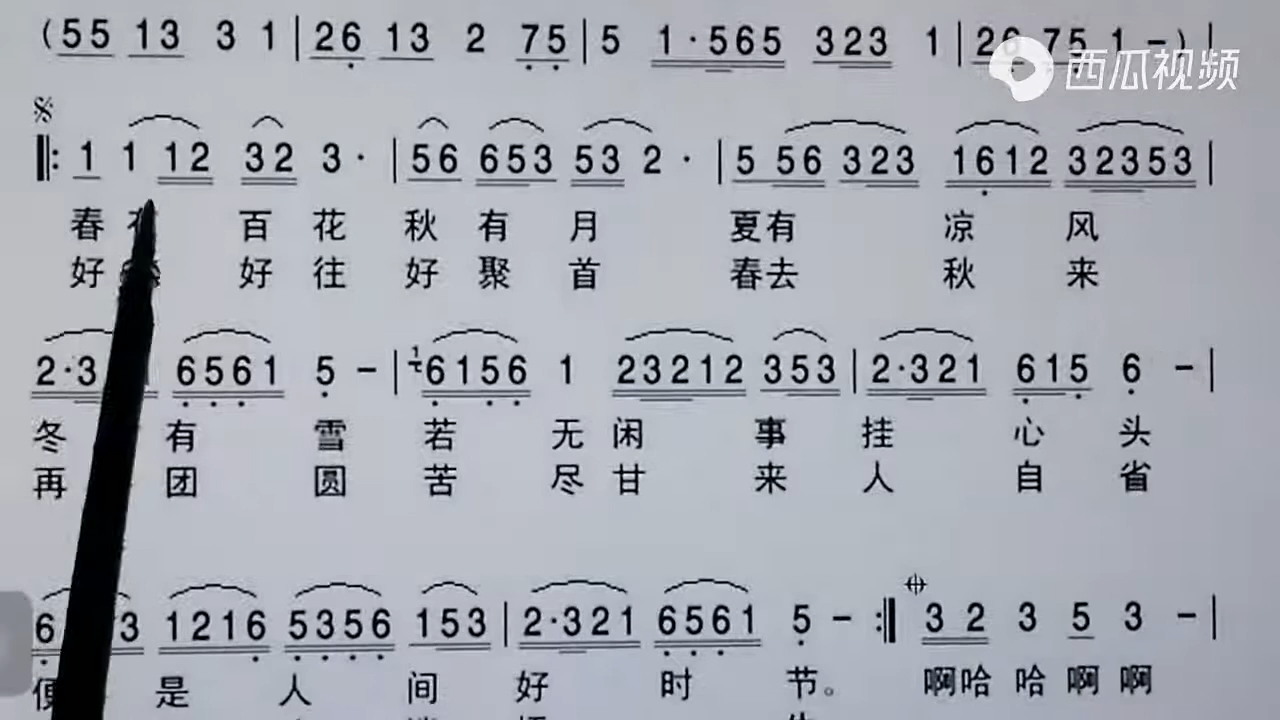 (55 13 3 1 | 26 13 2 75 | 5 1·565 323 1 | 26 75 1 – ) |
西瓜视频
1 1 12 32 3· | 56 653 53 2· | 5 56 323 1612 32353 |
春 百 花 秋 有 月 夏有 凉 风
好 好 往 好 聚 首 春去 秋 来
2·3 1 6561 5 – | 6156 1 23212 353 | 2·321 615 6 – |
冬 有 雪 若 无 闲 事 挂 心 头
再 团 圆 苦 尽 甘 来 人 自 省
6 3 1216 5356 153 | 2·321 6561 5 – :| 3 2 3 5 3 – |
是 人 间 好 时 节。 啊哈 哈 啊 啊